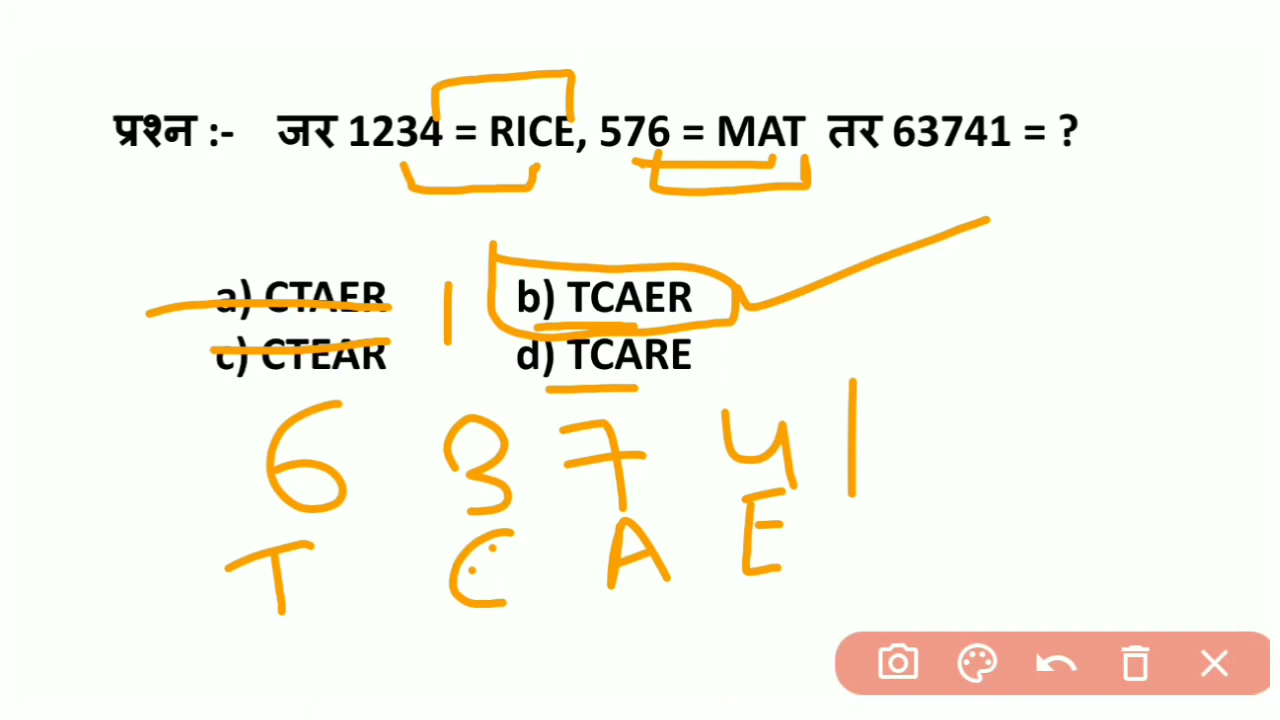 प्रश्न :- जर 1234 = RICE, 576 = MAT तर 63741 = ?
a) CTAER b) TCAER
c) CTEAR d) TCARE
6 3 7 4 1
T C A E